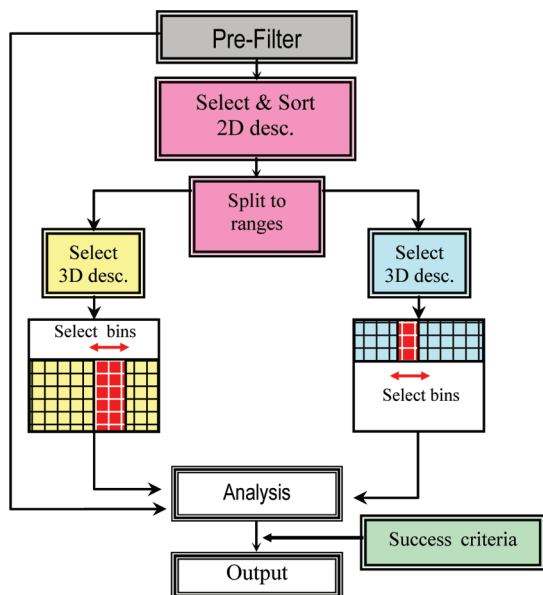 Pre-Filter
Select & Sort
2D desc.
Split to
ranges
Select
3D desc.
Select
3D desc.
Select bins
Select bins
Analysis
Success criteria
Output